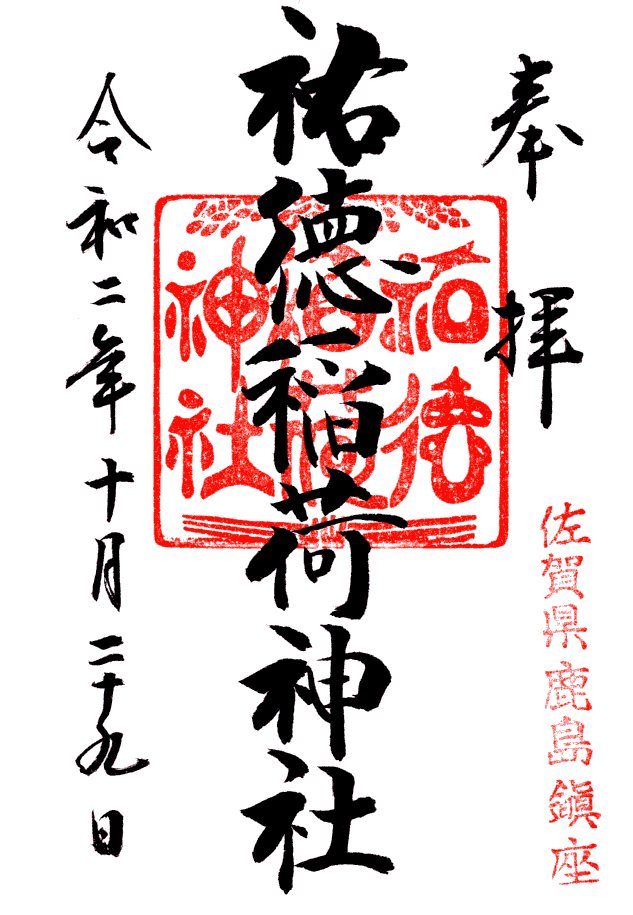 奉拝
佐賀県鹿島鎮座
祐徳稲荷神社
祐徳稲荷神社
令和二年十月二十九日